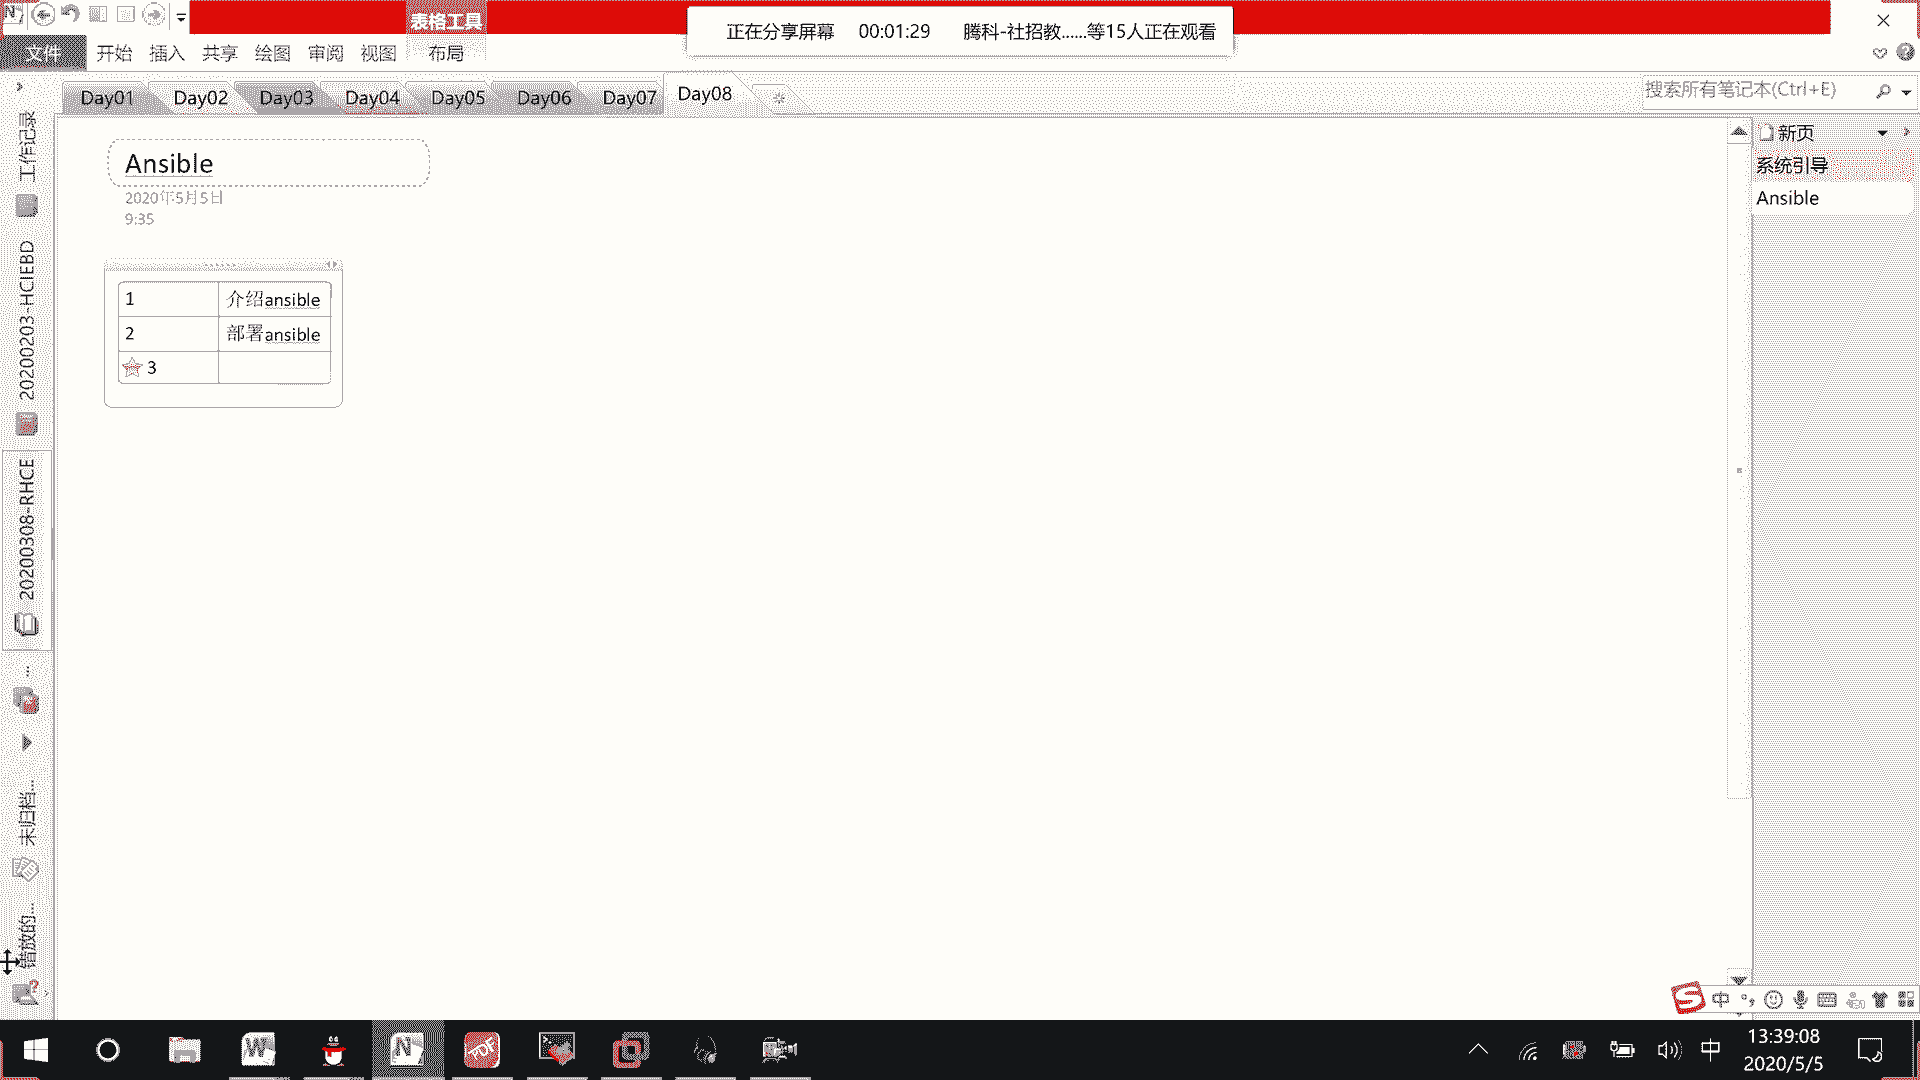 表格工具
正在分享屏幕 00:01:29 腾科-社招教......等15人正在观看
文件 开始 插入 共享 绘图 审阅 视图 布局
Day01 Day02 Day03 Day04 Day05 Day06 Day07 Day08
搜索所有笔记本(Ctrl+E)
工作记录
20200203-HCIEBD
20200308-RHCE
未归档...
错放的...
Ansible
2020年5月5日
9:35
1 介绍ansible
2 部署ansible
3
新页
系统引导
Ansible
中
中
13:39:08
2020/5/5